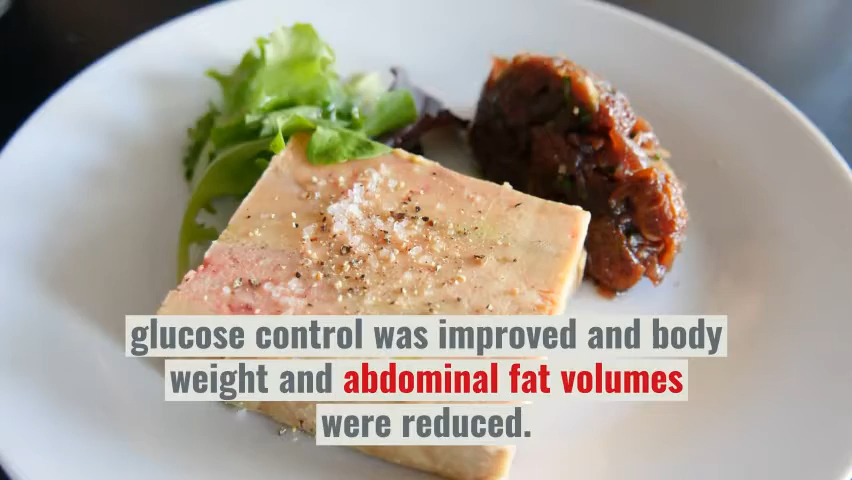 glucose control was improved and body
weight and abdominal fat volumes
were reduced.